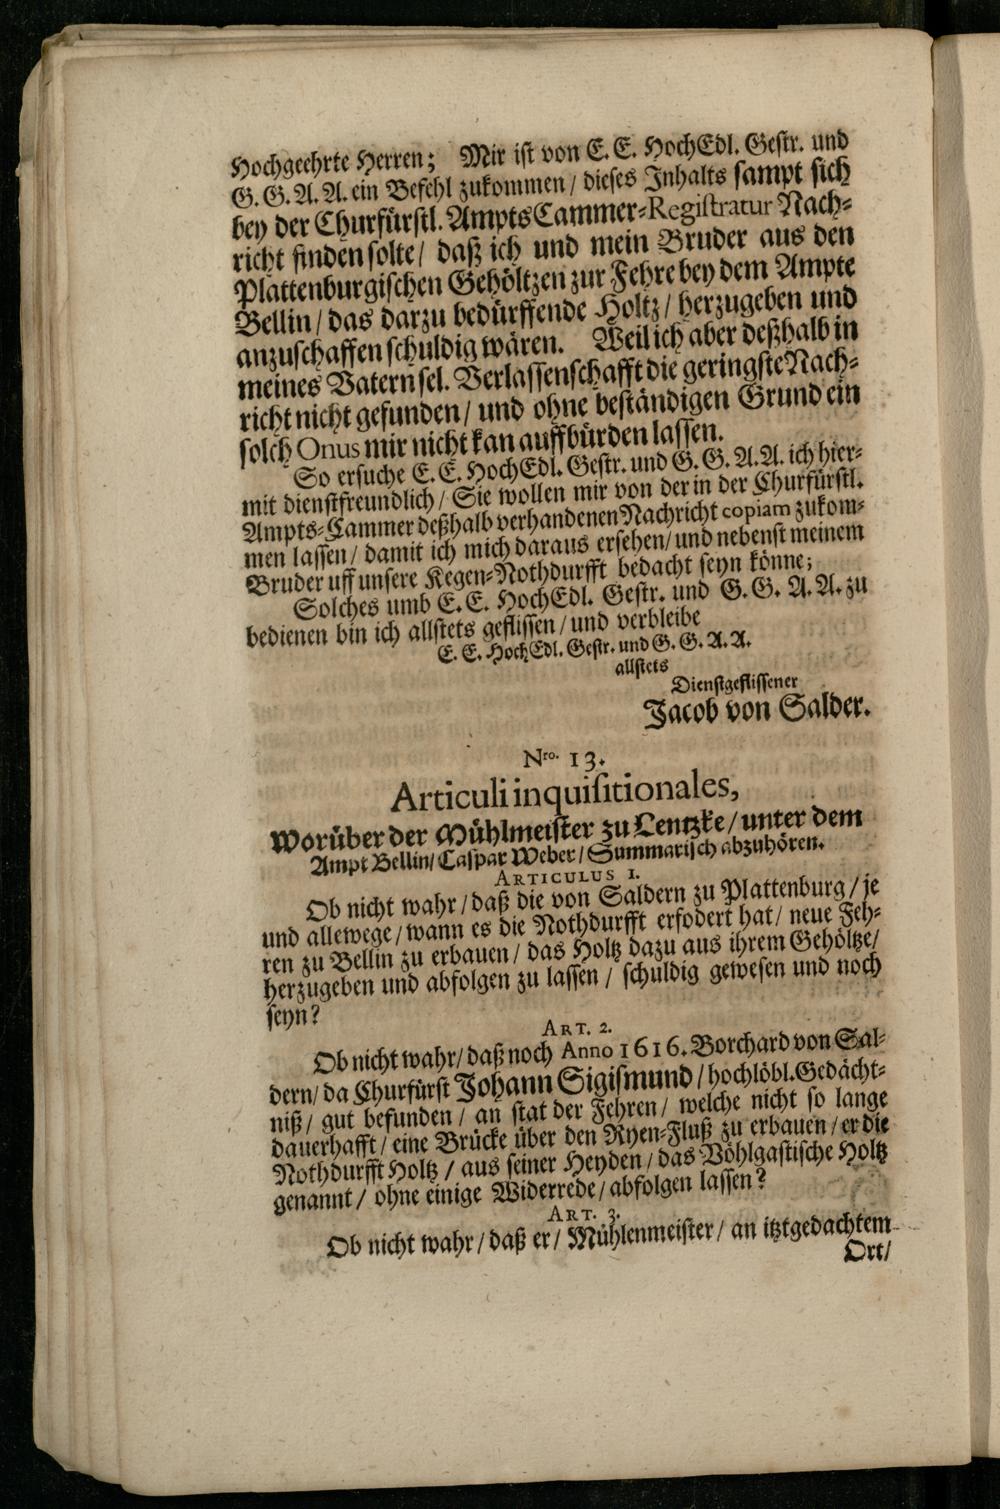 Hochgeehrte Herren; Mir ist von E. E. HochEdl. Gestr. und
G. G. A. A. ein Befehl zukommen / dieses Inhalts sampt sich
bey der Churfürstl. AmptsCammer-Registratur Nach-
richt finden solte / daß ich und mein Bruder aus den
Plattenburgischen Gehöltzen zur Fehre bey dem Ampte
Bellin / das darzu bedürffende Holtz / herzugeben und
anzuschaffen schuldig wären. Weil ich aber deßhalb in
meines Vatern sel. Verlassenschafft die geringste Nach-
richt nicht gefunden / und ohne beständigen Grund ein
solch Onus mir nicht kan auffbürden lassen.
So ersuche E. E. HochEdl. Gestr. und G. G. A. A. ich hier-
mit dienstfreundlich / Sie wollen mir von der in der Churfürstl.
Ampts-Cammer deßhalb verhandenen Nachricht copiam zukom-
men lassen / damit ich mich daraus ersehen / und nebenst meinem
Bruder uff unsere Kegen-Nothdurfft bedacht seyn könne;
Solches umb E. E. HochEdl. Gestr. und G. G. A. A. zu
bedienen bin ich allstets geflissen / und verbleibe
E. E. HochEdl. Gestr. und G. G. A. A.
allstets
Dienstgeflissener
Jacob von Salder.
Nro. 13.
Articuli inquisitionales,
Worüber der Mühlmeister zu Lentzke / unter dem
Ampt Bellin / Caspar Weber / Summarisch abzuhören.
ARTICULUS 1.
Ob nicht wahr / daß die von Saldern zu Plattenburg / je
und allewege / wann es die Nothdurfft erfodert hat / neue Feh-
ren zu Bellin zu erbauen / das Holtz dazu aus ihrem Gehöltze /
herzugeben und abfolgen zu lassen / schuldig gewesen und noch
seyn?
ART. 2.
Ob nicht wahr / daß noch Anno 1616. Borchard von Sal-
dern / da Churfürst Johann Sigismund / hochlöbl. Gedächt-
niß / gut befunden / an stat der Fehren / welche nicht so lange
dauerhafft / eine Brücke über den Ryen-Fluß zu erbauen / er die
Nothdurfft Holtz / aus seiner Heyden / das Vöhlgastische Holtz
genannt / ohne einige Widerrede / abfolgen lassen?
ART. 3.
Ob nicht wahr / daß er / Mühlenmeister / an itztgedachtem
Ort /